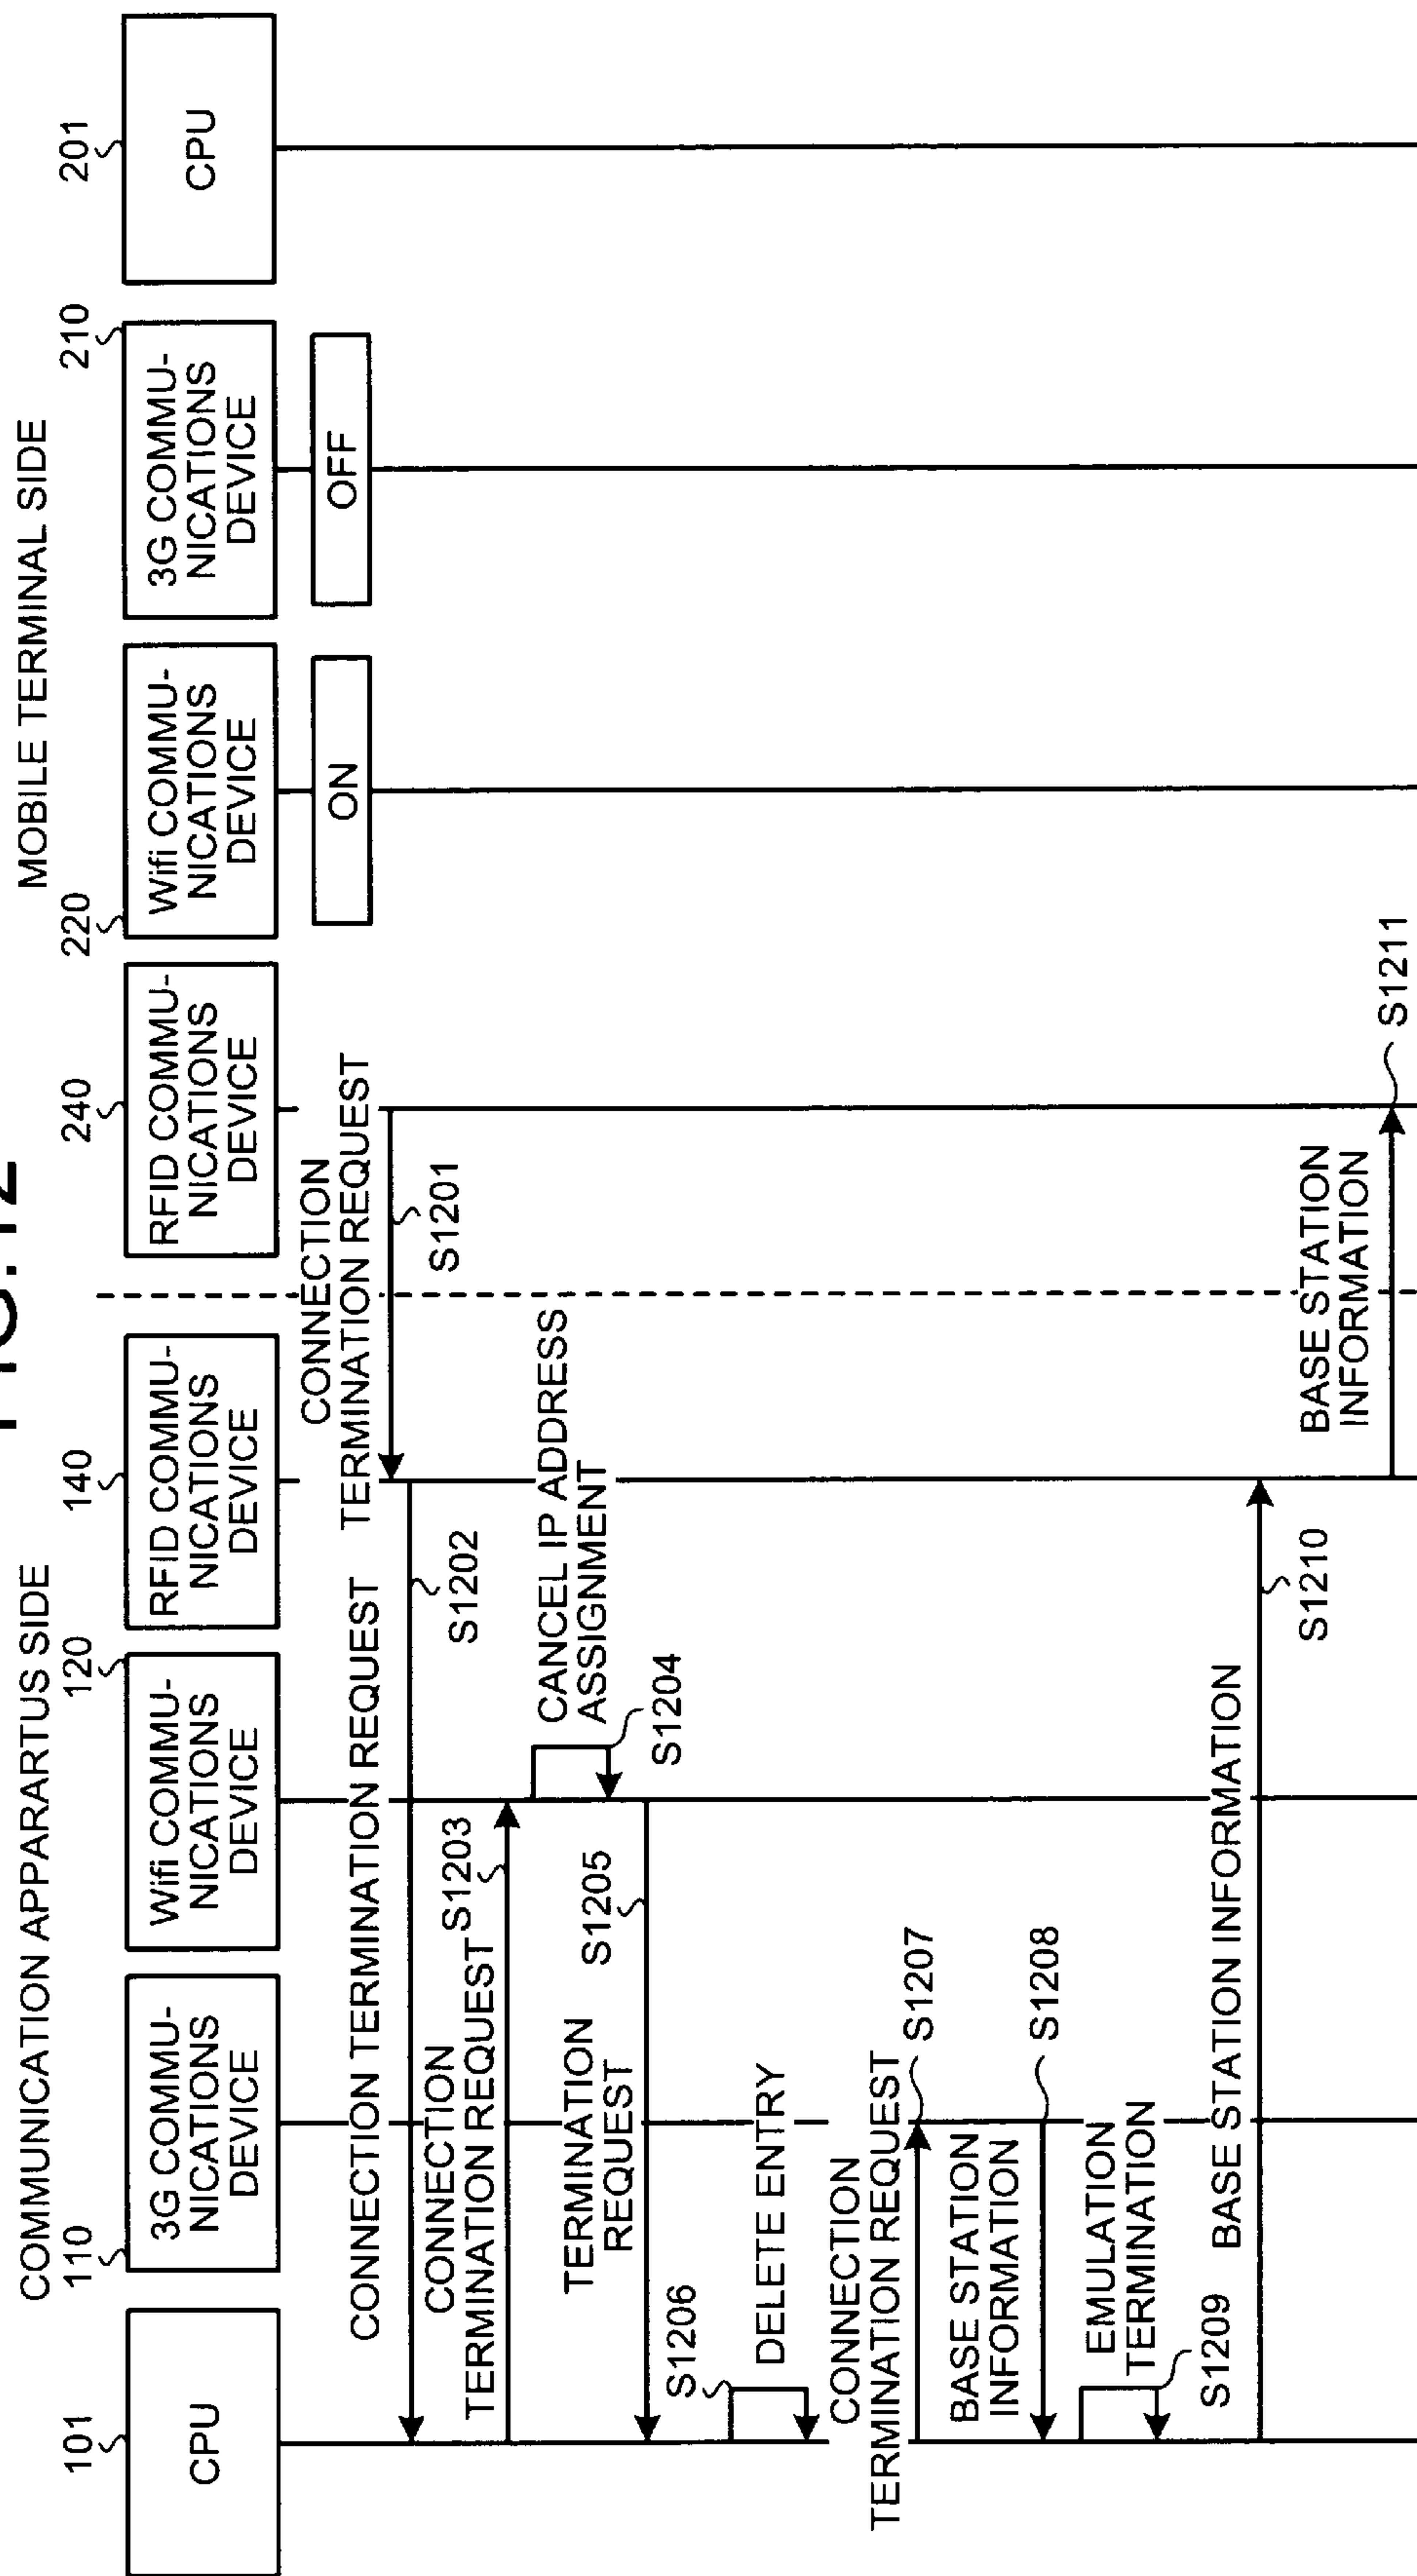 FIG.12
COMMUNICATION APPARARTUS SIDE
MOBILE TERMINAL SIDE
101
110
120
140
240
220
210
201
CPU
3G COMMU-
NICATIONS
DEVICE
Wifi COMMU-
NICATIONS
DEVICE
RFID COMMU-
NICATIONS
DEVICE
RFID COMMU-
NICATIONS
DEVICE
Wifi COMMU-
NICATIONS
DEVICE
3G COMMU-
NICATIONS
DEVICE
CPU
ON
OFF
CONNECTION
TERMINATION REQUEST
S1201
CONNECTION TERMINATION REQUEST
S1202
CONNECTION
TERMINATION REQUEST
S1203
CANCEL IP ADDRESS
ASSIGNMENT
S1204
TERMINATION
REQUEST
S1205
S1206
DELETE ENTRY
CONNECTION
TERMINATION REQUEST
S1207
BASE STATION
INFORMATION
S1208
EMULATION
TERMINATION
S1209
BASE STATION INFORMATION
S1210
BASE STATION
INFORMATION
S1211